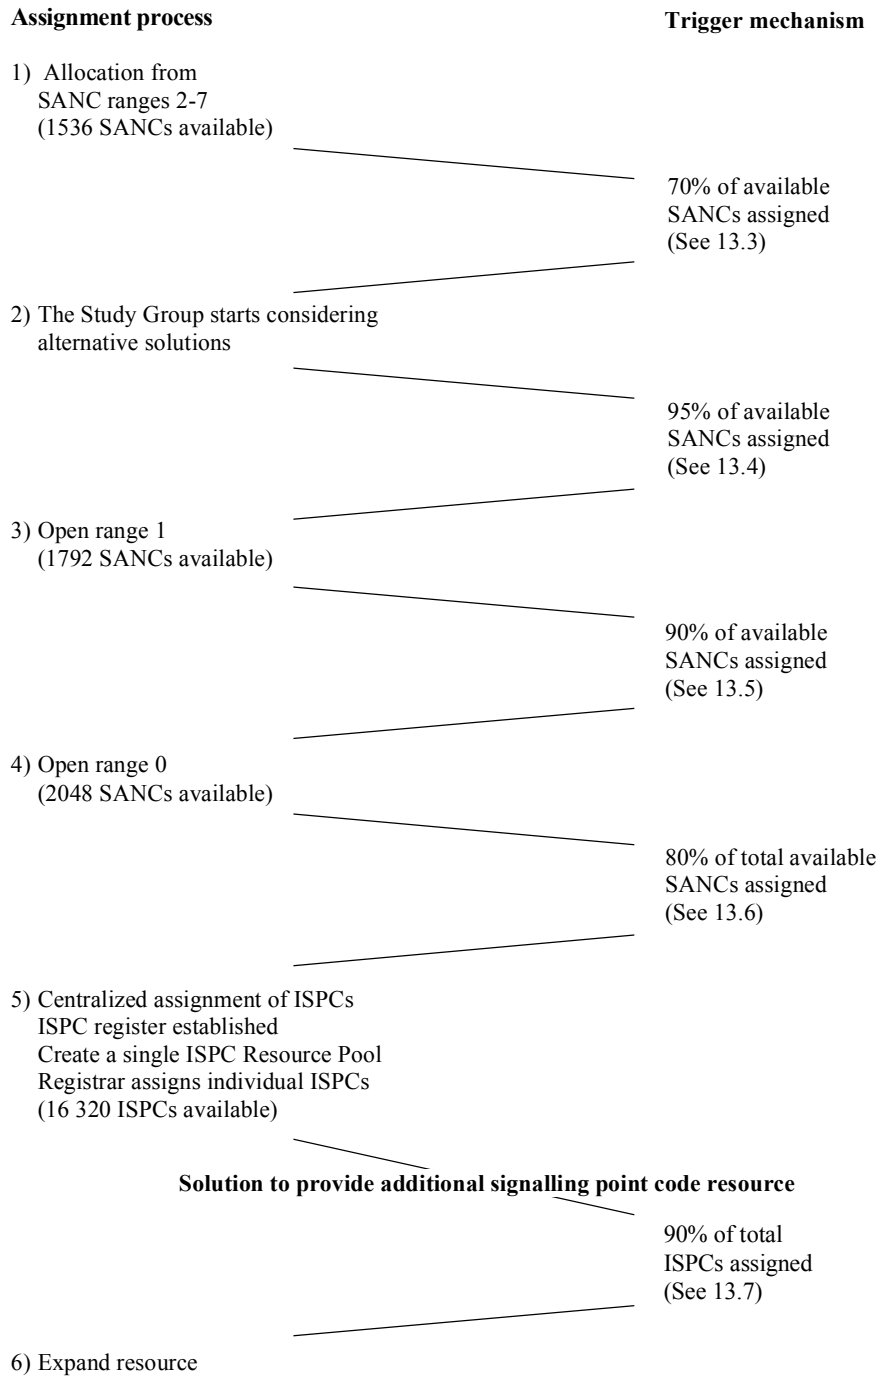 Assignment process
Trigger mechanism
1) Allocation from
SANC ranges 2-7
(1536 SANCs available)
70% of available
SANCs assigned
(See 13.3)
2) The Study Group starts considering
alternative solutions
95% of available
SANCs assigned
(See 13.4)
3) Open range 1
(1792 SANCs available)
90% of available
SANCs assigned
(See 13.5)
4) Open range 0
(2048 SANCs available)
80% of total available
SANCs assigned
(See 13.6)
5) Centralized assignment of ISPCs
ISPC register established
Create a single ISPC Resource Pool
Registrar assigns individual ISPCs
(16 320 ISPCs available)
Solution to provide additional signalling point code resource
90% of total
ISPCs assigned
(See 13.7)
6) Expand resource